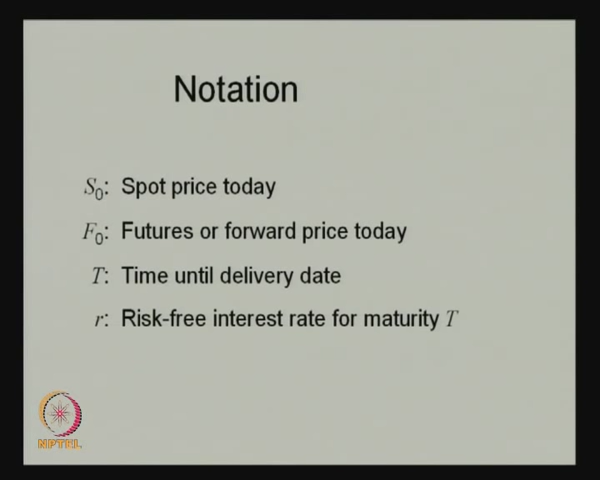 Notation
S₀: Spot price today
F₀: Futures or forward price today
T: Time until delivery date
r: Risk-free interest rate for maturity T
NPTEL